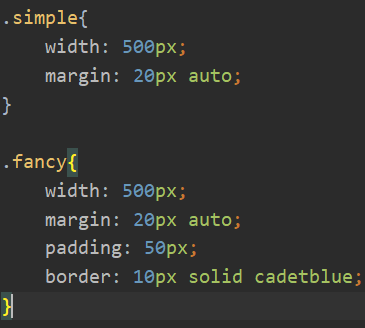 .simple{
    width: 500px;
    margin: 20px auto;
}

.fancy{
    width: 500px;
    margin: 20px auto;
    padding: 50px;
    border: 10px solid cadetblue;
}